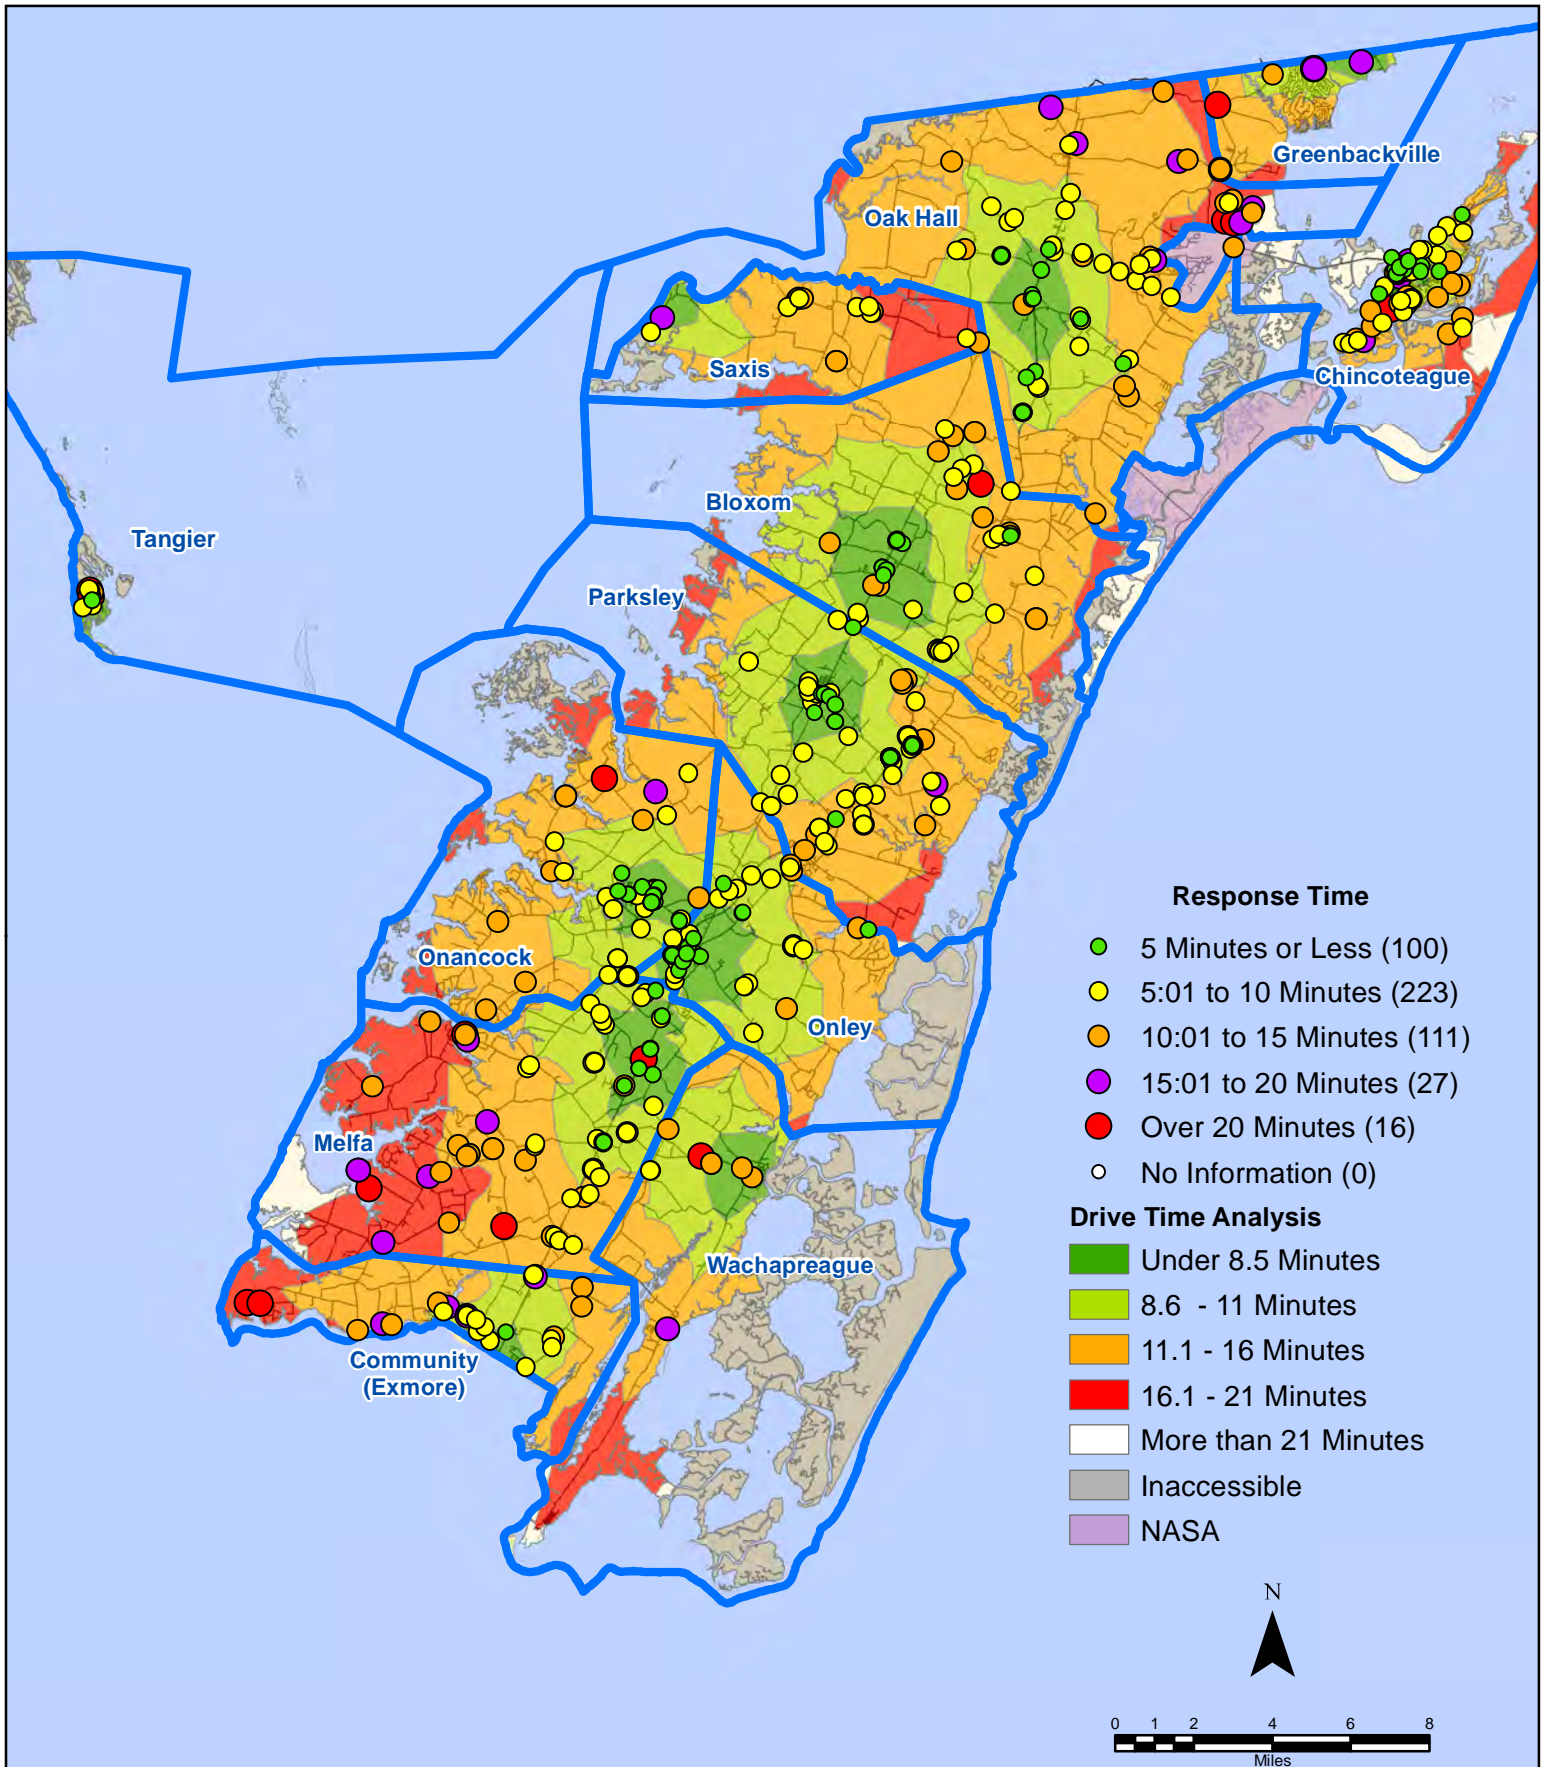 Greenbackville
Oak Hall
Saxis
Chincoteague
Bloxom
Tangier
Parksley
Onancock
Onley
Melfa
Wachapreague
Community
(Exmore)
Response Time
5 Minutes or Less (100)
5:01 to 10 Minutes (223)
10:01 to 15 Minutes (111)
15:01 to 20 Minutes (27)
Over 20 Minutes (16)
No Information (0)
Drive Time Analysis
Under 8.5 Minutes
8.6 - 11 Minutes
11.1 - 16 Minutes
16.1 - 21 Minutes
More than 21 Minutes
Inaccessible
NASA
N
0 1 2 4 6 8
Miles